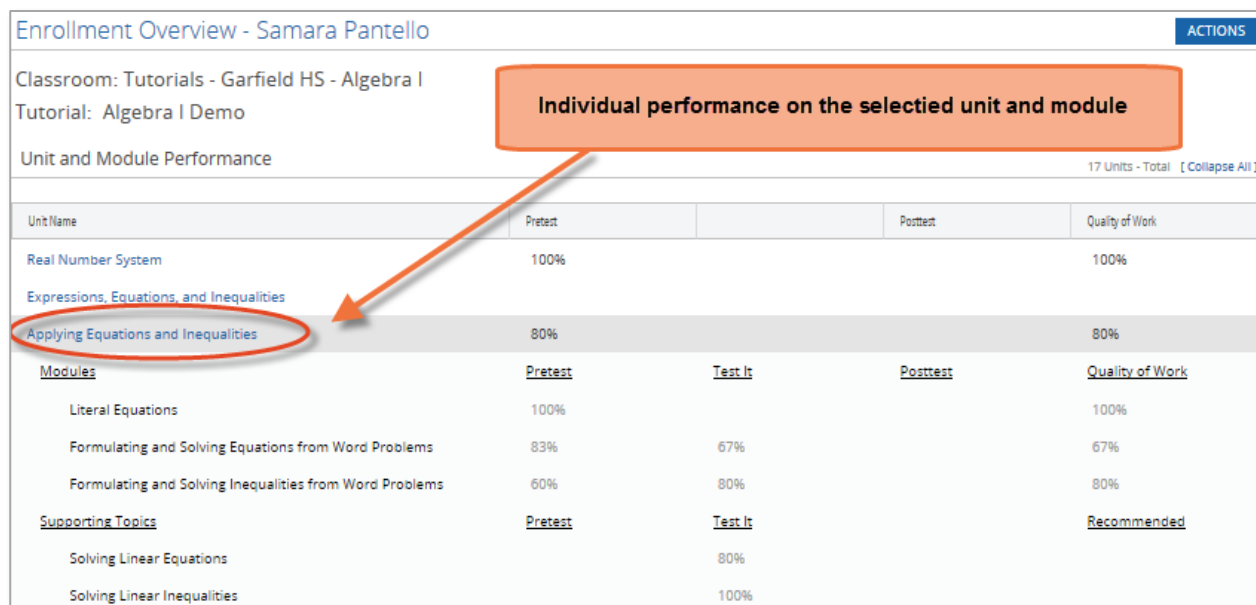 Enrollment Overview - Samara Pantello
ACTIONS
Classroom: Tutorials - Garfield HS - Algebra I
Tutorial: Algebra I Demo
Individual performance on the selectied unit and module
Unit and Module Performance
17 Units - Total [ Collapse All ]
Unit Name Pretest Posttest Quality of Work
Real Number System 100% 100%
Expressions, Equations, and Inequalities
Applying Equations and Inequalities 80% 80%
Modules Pretest Test It Posttest Quality of Work
Literal Equations 100% 100%
Formulating and Solving Equations from Word Problems 83% 67% 67%
Formulating and Solving Inequalities from Word Problems 60% 80% 80%
Supporting Topics Pretest Test It Recommended
Solving Linear Equations 80%
Solving Linear Inequalities 100%